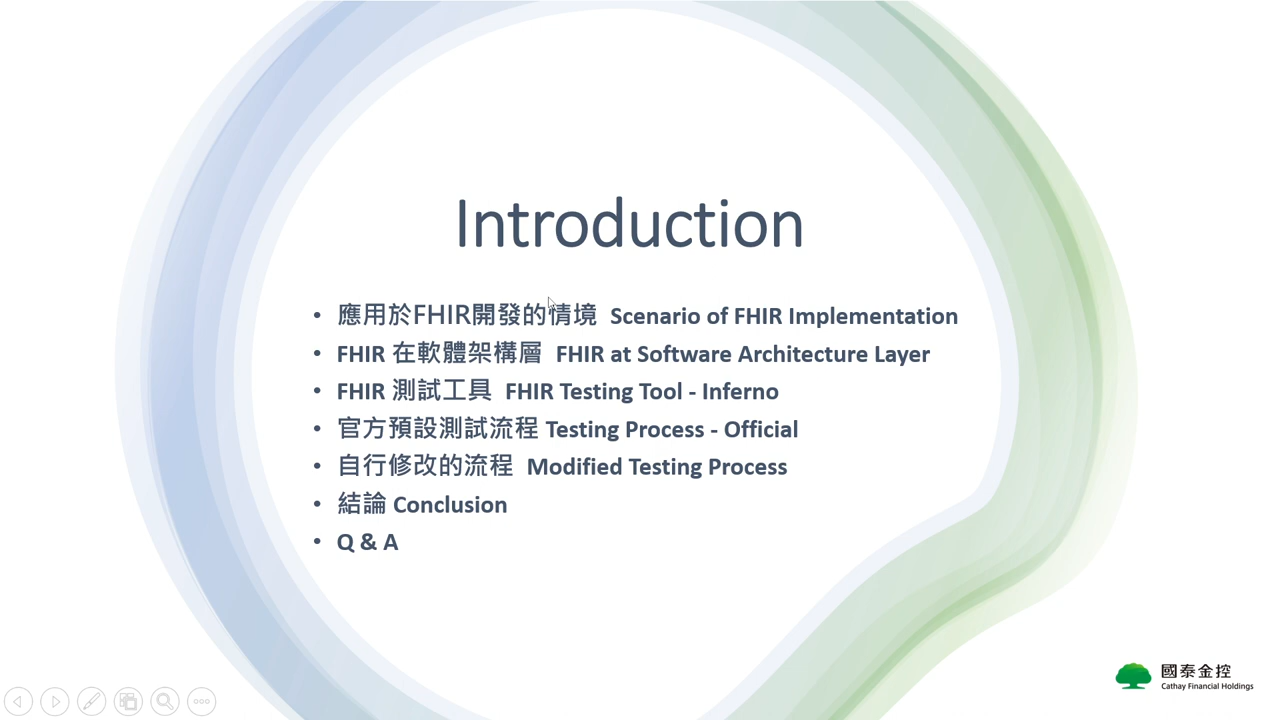 Introduction
• 應用於FHIR開發的情境 Scenario of FHIR Implementation
• FHIR 在軟體架構層 FHIR at Software Architecture Layer
• FHIR 測試工具 FHIR Testing Tool - Inferno
• 官方預設測試流程 Testing Process - Official
• 自行修改的流程 Modified Testing Process
• 結論 Conclusion
• Q & A
國泰金控
Cathay Financial Holdings